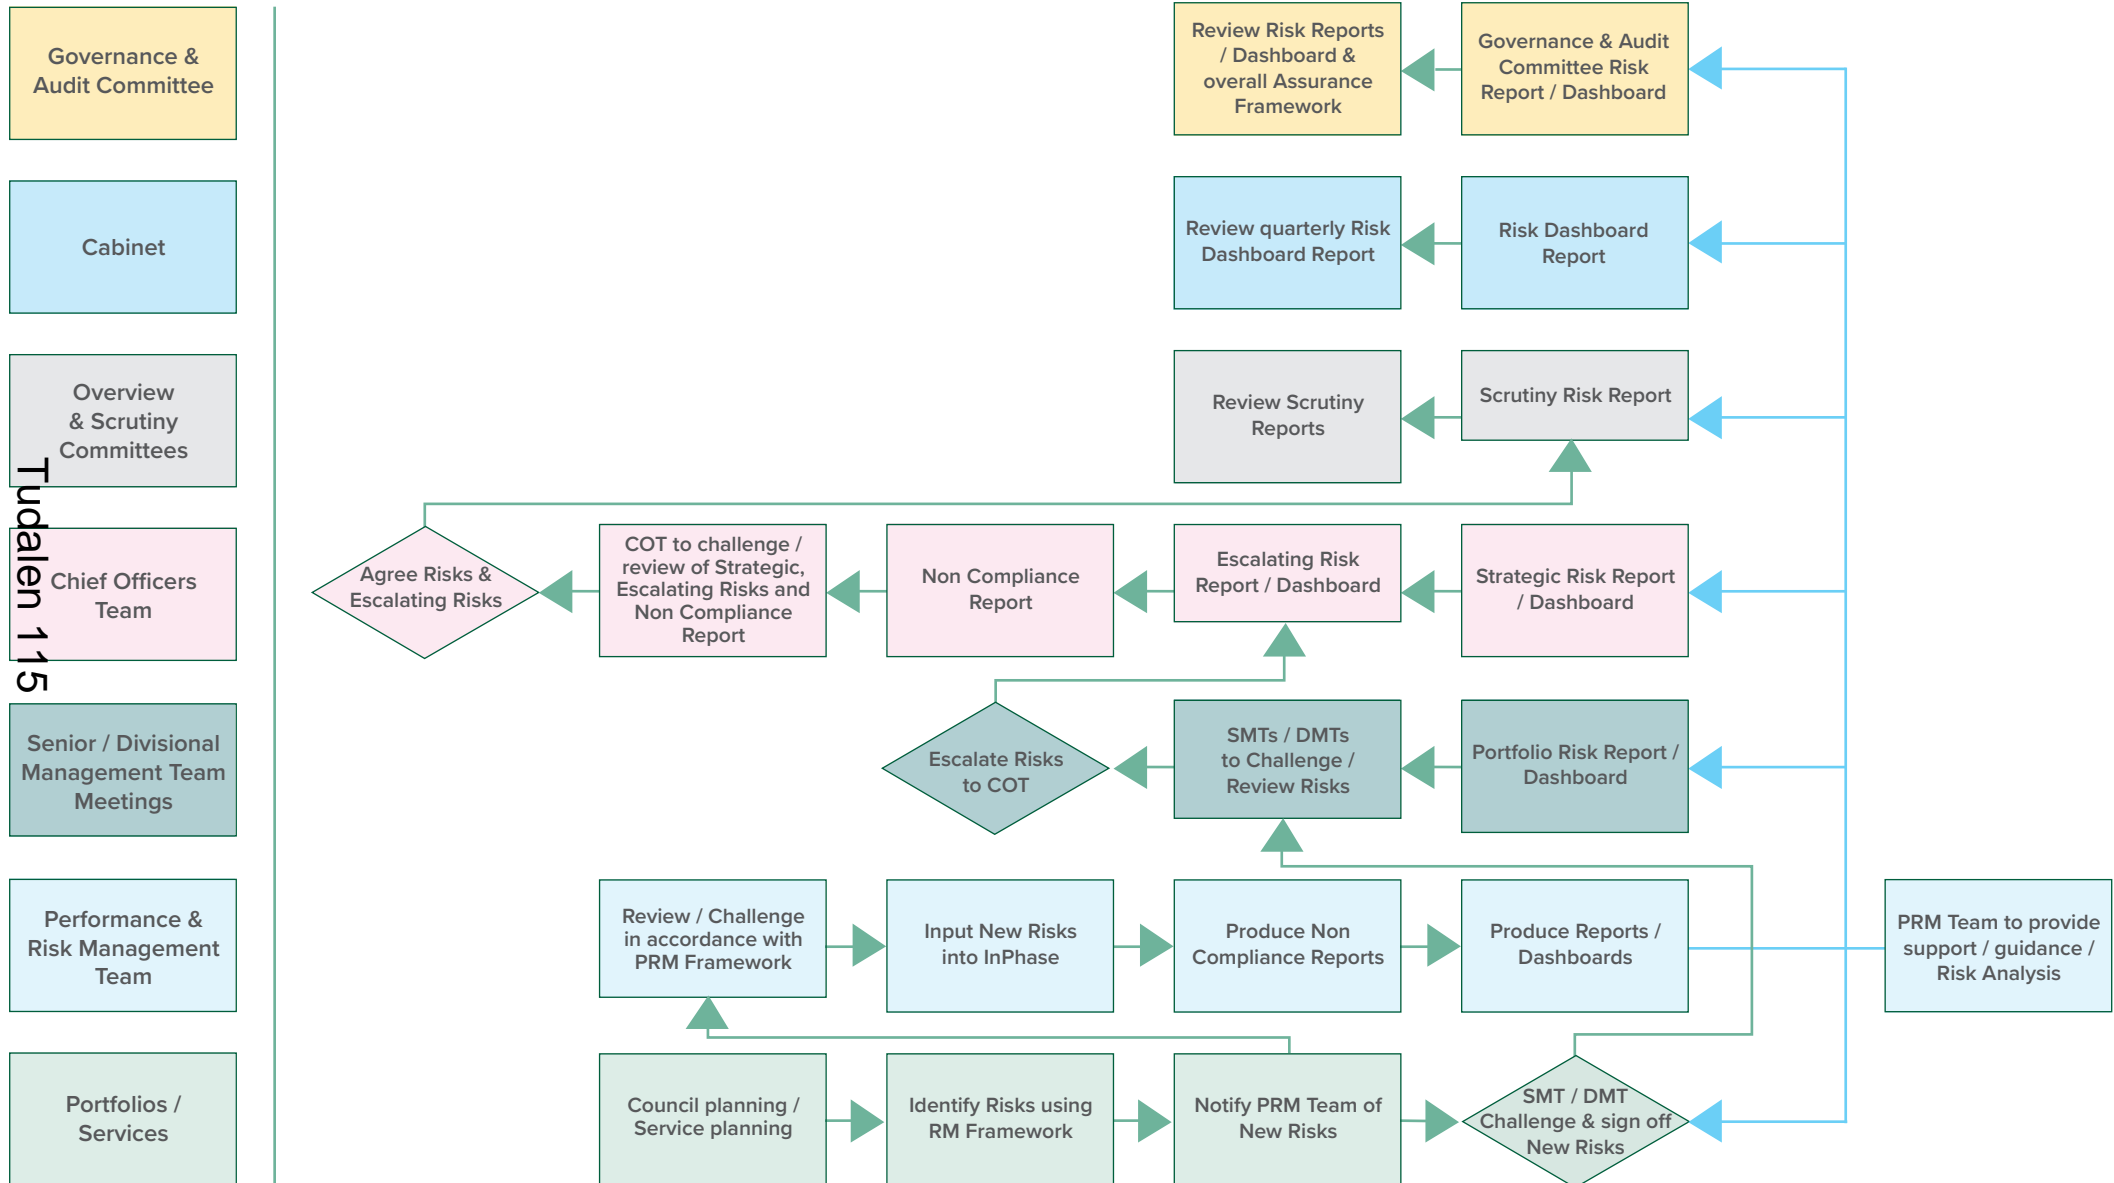 Governance &
Audit Committee
Review Risk Reports
/ Dashboard &
overall Assurance
Framework
Governance & Audit
Committee Risk
Report / Dashboard
Cabinet
Review quarterly Risk
Dashboard Report
Risk Dashboard
Report
Overview
& Scrutiny
Committees
Review Scrutiny
Reports
Scrutiny Risk Report
Tudalen 115
Chief Officers
Team
Agree Risks &
Escalating Risks
COT to challenge /
review of Strategic,
Escalating Risks and
Non Compliance
Report
Non Compliance
Report
Escalating Risk
Report / Dashboard
Strategic Risk Report
/ Dashboard
Senior / Divisional
Management Team
Meetings
Escalate Risks
to COT
SMTs / DMTs
to Challenge /
Review Risks
Portfolio Risk Report /
Dashboard
Performance &
Risk Management
Team
Review / Challenge
in accordance with
PRM Framework
Input New Risks
into InPhase
Produce Non
Compliance Reports
Produce Reports /
Dashboards
PRM Team to provide
support / guidance /
Risk Analysis
Portfolios /
Services
Council planning /
Service planning
Identify Risks using
RM Framework
Notify PRM Team of
New Risks
SMT / DMT
Challenge & sign off
New Risks